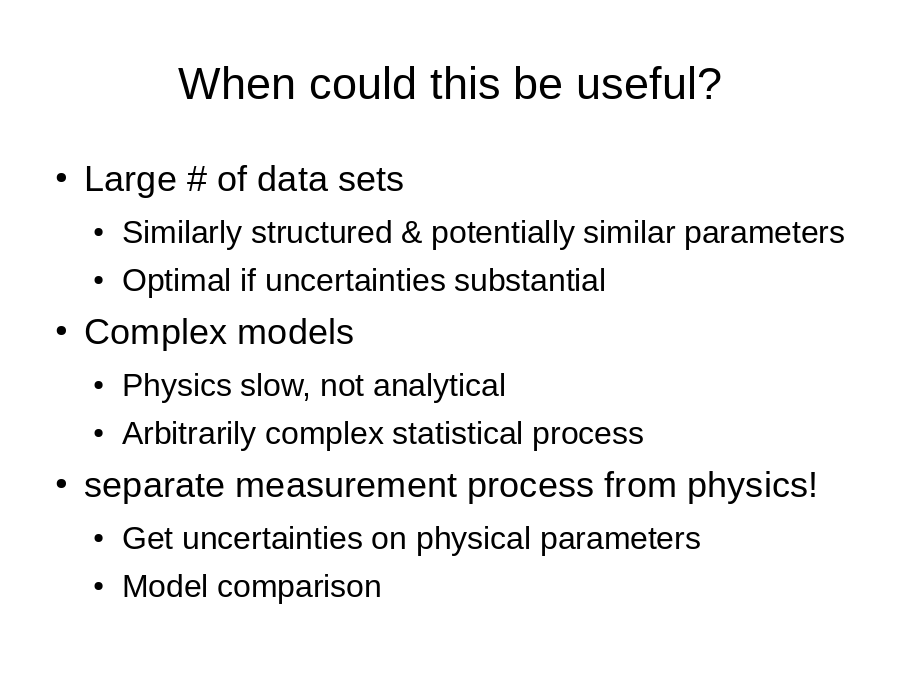 When could this be useful?
• Large # of data sets
• Similarly structured & potentially similar parameters
• Optimal if uncertainties substantial
• Complex models
• Physics slow, not analytical
• Arbitrarily complex statistical process
• separate measurement process from physics!
• Get uncertainties on physical parameters
• Model comparison